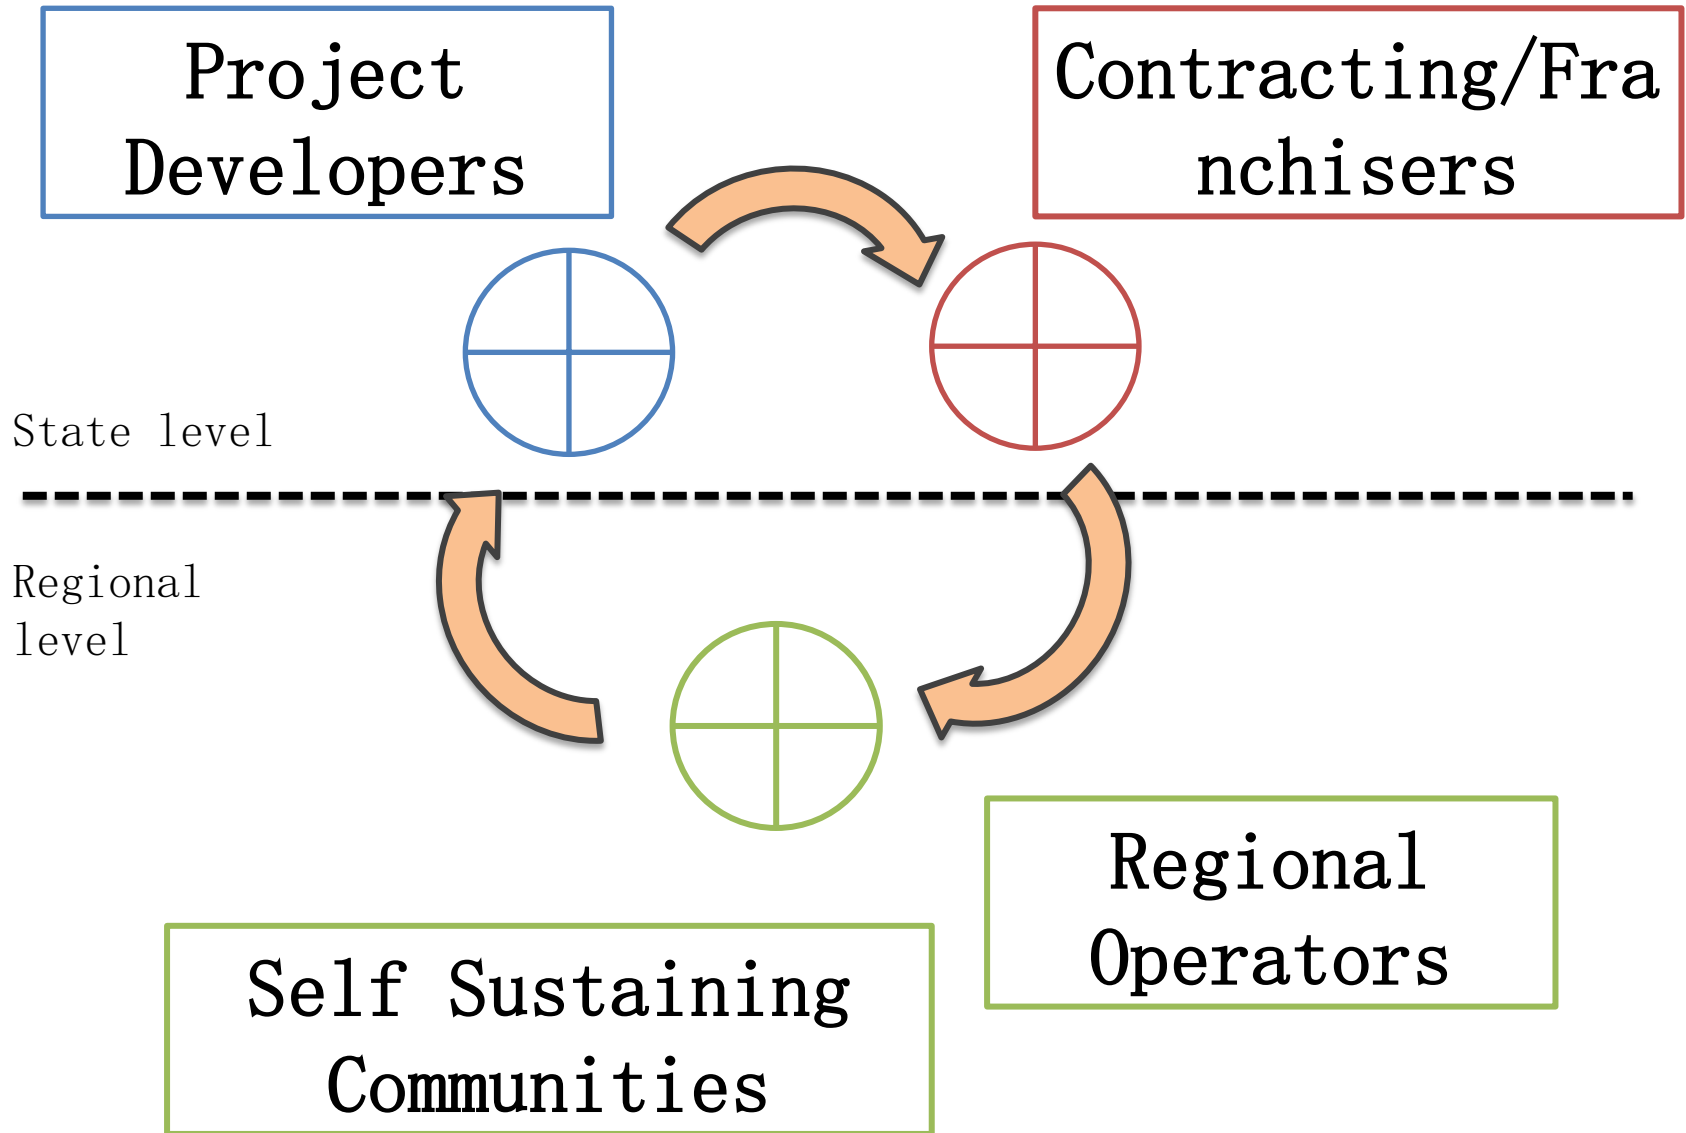 Project
Developers
Contracting/Fra
nchisers
State level
Regional
level
Regional
Operators
Self Sustaining
Communities